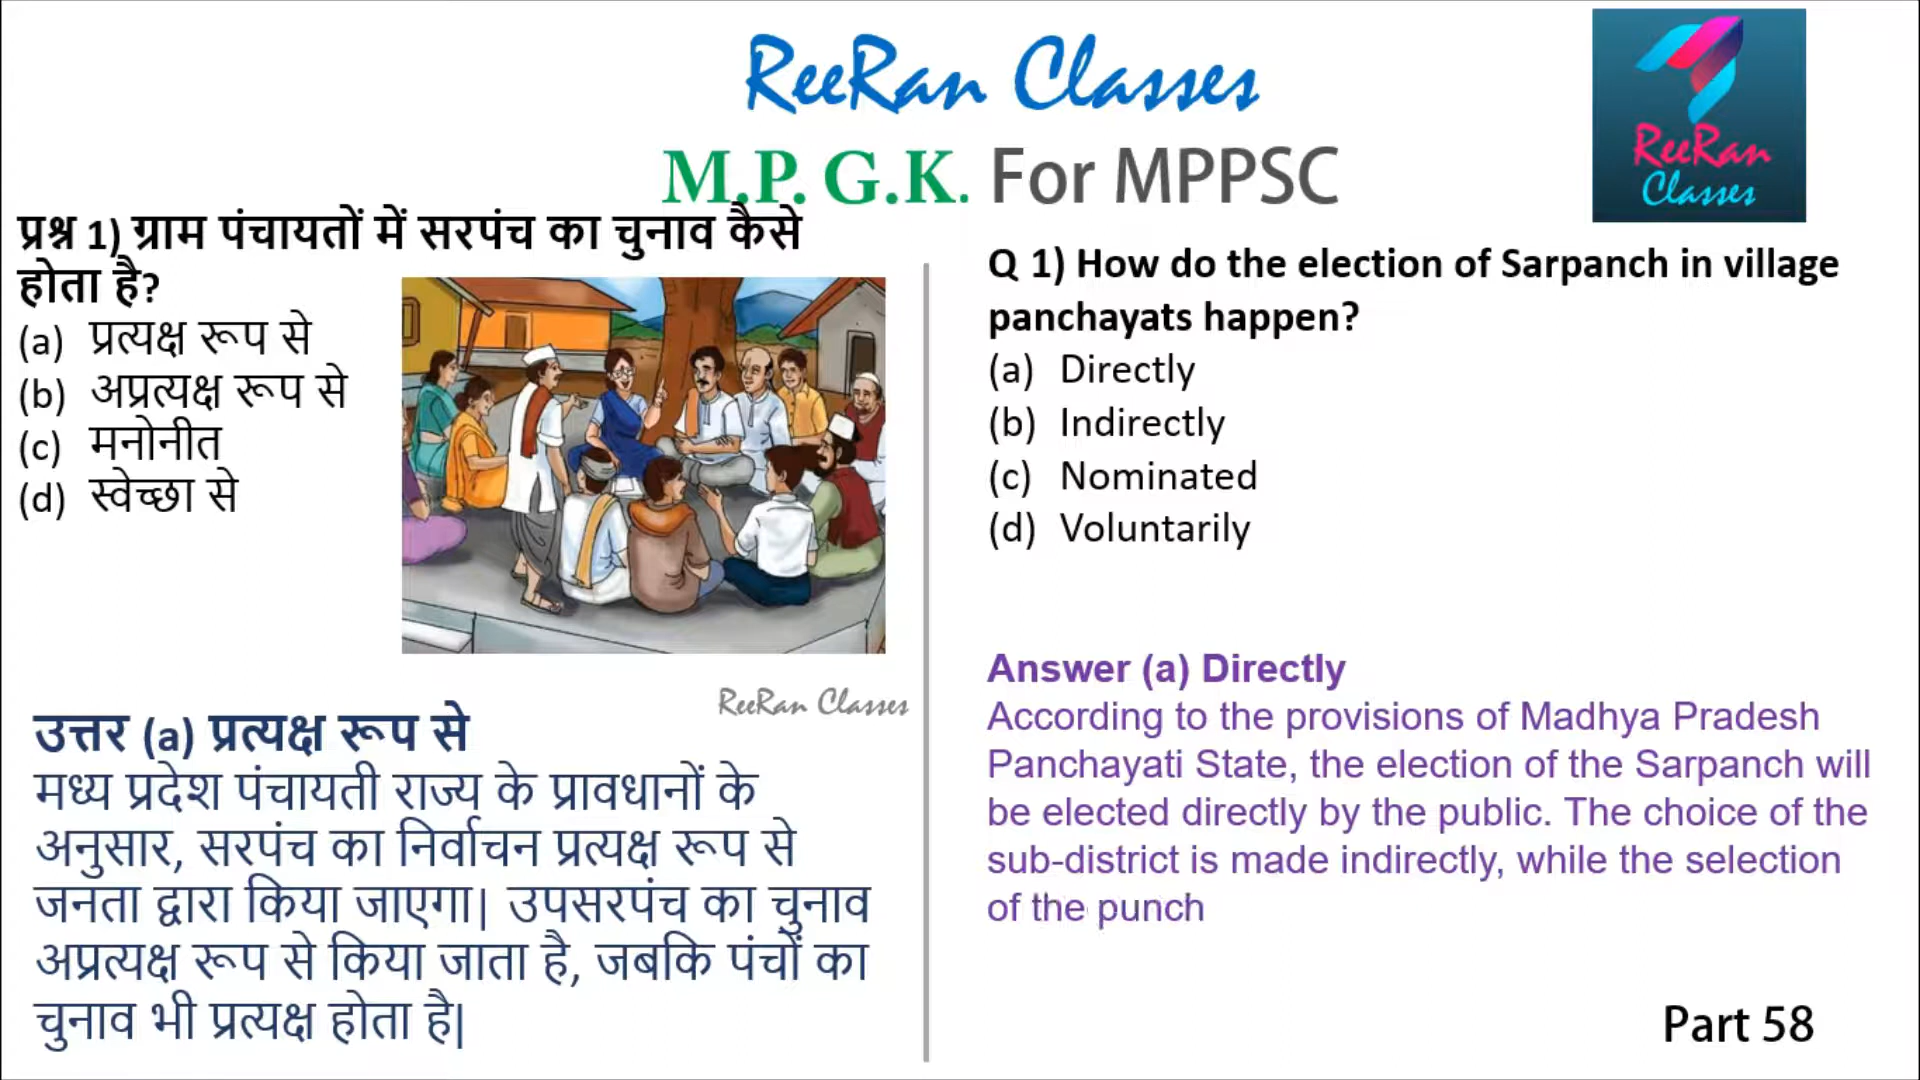 ReeRan Classes
M.P. G.K. For MPPSC
ReeRan
Classes
प्रश्न 1) ग्राम पंचायतों में सरपंच का चुनाव कैसे
होता है?
(a) प्रत्यक्ष रूप से
(b) अप्रत्यक्ष रूप से
(c) मनोनीत
(d) स्वेच्छा से
ReeRan Classes
उत्तर (a) प्रत्यक्ष रूप से
मध्य प्रदेश पंचायती राज्य के प्रावधानों के
अनुसार, सरपंच का निर्वाचन प्रत्यक्ष रूप से
जनता द्वारा किया जाएगा| उपसरपंच का चुनाव
अप्रत्यक्ष रूप से किया जाता है, जबकि पंचों का
चुनाव भी प्रत्यक्ष होता है|
Q 1) How do the election of Sarpanch in village
panchayats happen?
(a) Directly
(b) Indirectly
(c) Nominated
(d) Voluntarily
Answer (a) Directly
According to the provisions of Madhya Pradesh
Panchayati State, the election of the Sarpanch will
be elected directly by the public. The choice of the
sub-district is made indirectly, while the selection
of the punch
Part 58